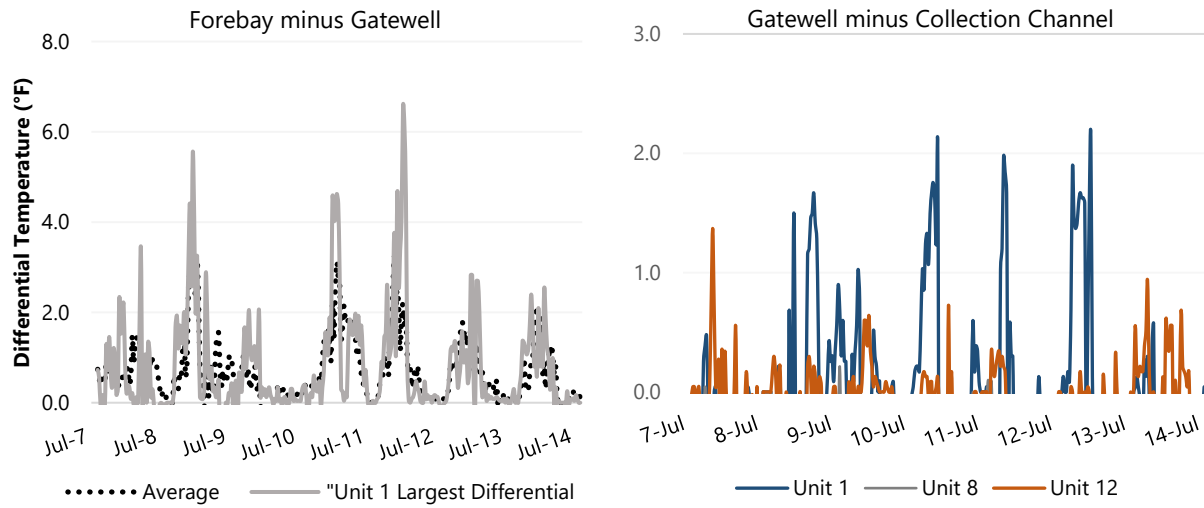 Forebay minus Gatewell
Differential Temperature (°F)
8.0
6.0
4.0
2.0
0.0
Jul-7
Jul-8
Jul-9
Jul-10
Jul-11
Jul-12
Jul-13
Jul-14
Average
"Unit 1 Largest Differential
Gatewell minus Collection Channel
3.0
2.0
1.0
0.0
7-Jul
8-Jul
9-Jul
10-Jul
11-Jul
12-Jul
13-Jul
14-Jul
Unit 1
Unit 8
Unit 12